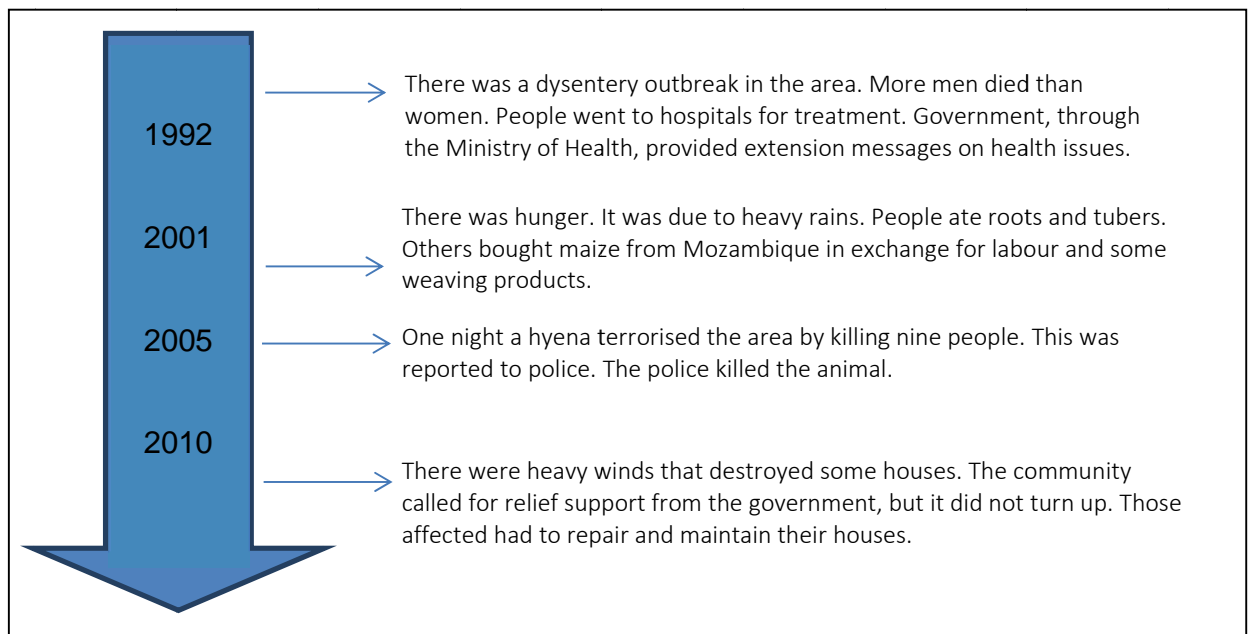 There was a dysentery outbreak in the area. More men died than
women. People went to hospitals for treatment. Government, through
1992
the Ministry of Health, provided extension messages on health issues.
There was hunger. It was due to heavy rains. People ate roots and tubers.
2001
Others bought maize from Mozambique in exchange for labour and some
weaving products.
2005
One night a hyena terrorised the area by killing nine people. This was
reported to police. The police killed the animal.
2010
There were heavy winds that destroyed some houses. The community
called for relief support from the government, but it did not turn up. Those
affected had to repair and maintain their houses.